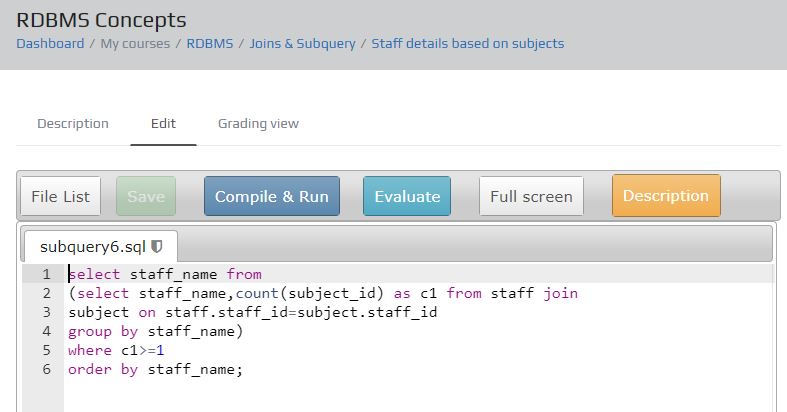 RDBMS Concepts
Dashboard / My courses / RDBMS / Joins & Subquery / Staff details based on subjects
Description Edit Grading view
File List Save Compile & Run Evaluate Full screen Description
subquery6.sql
1 select staff_name from
2 (select staff_name,count(subject_id) as c1 from staff join
3 subject on staff.staff_id=subject.staff_id
4 group by staff_name)
5 where c1>=1
6 order by staff_name;